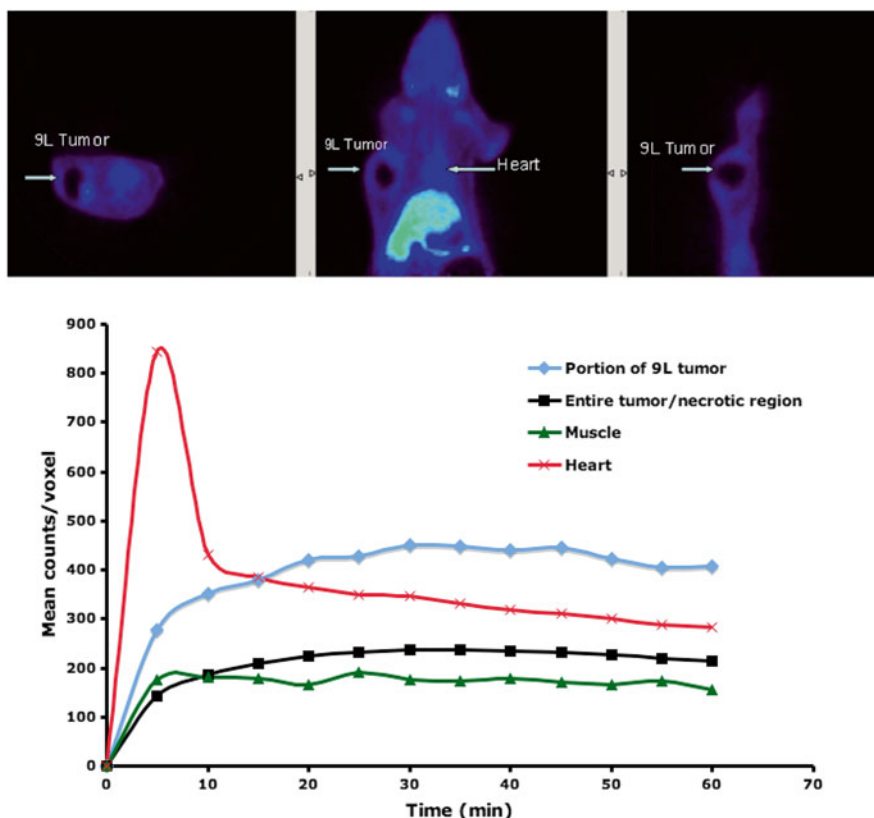 9L Tumor
9L Tumor
Heart
9L Tumor
900
800
700
600
500
400
300
200
100
0
Mean counts/voxel
Portion of 9L tumor
Entire tumor/necrotic region
Muscle
Heart
0 10 20 30 40 50 60 70
Time (min)